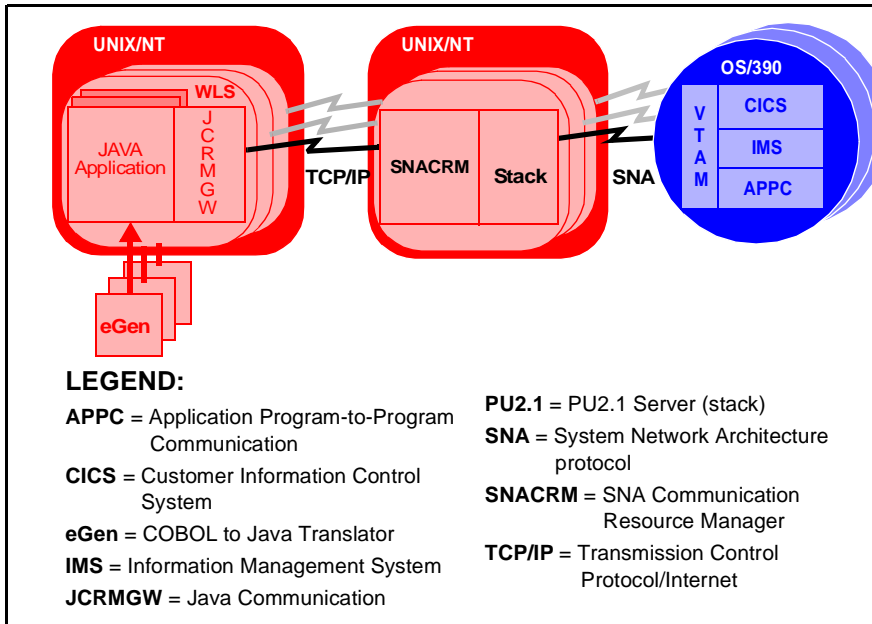 UNIX/NT
WLS
JAVA
Application
J
C
R
M
G
W
TCP/IP
UNIX/NT
SNACRM
Stack
SNA
OS/390
V
T
A
M
CICS
IMS
APPC
eGen
LEGEND:
APPC = Application Program-to-Program
Communication
CICS = Customer Information Control
System
eGen = COBOL to Java Translator
IMS = Information Management System
JCRMGW = Java Communication
PU2.1 = PU2.1 Server (stack)
SNA = System Network Architecture
protocol
SNACRM = SNA Communication
Resource Manager
TCP/IP = Transmission Control
Protocol/Internet